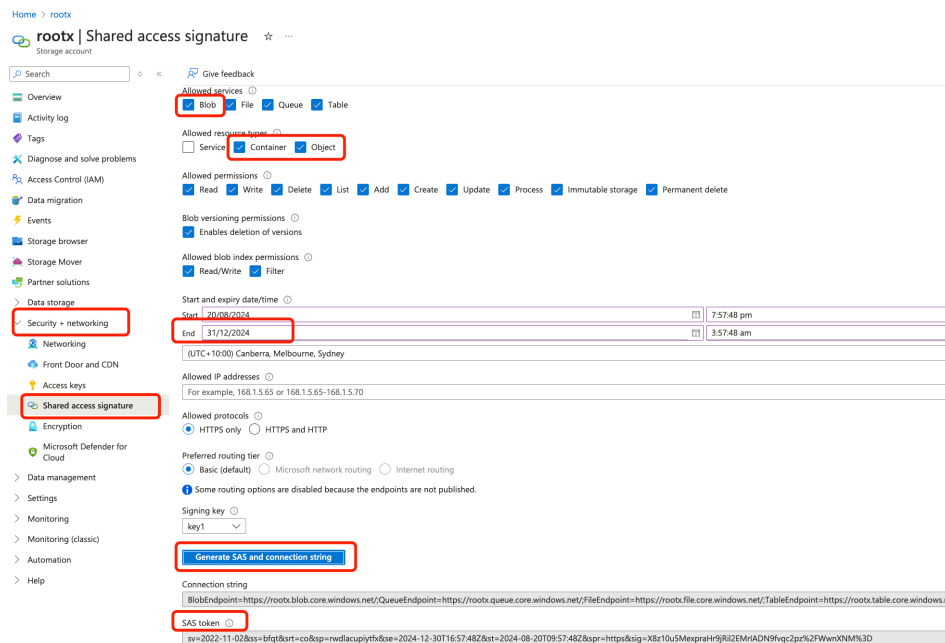 Home > rootx
rootx | Shared access signature
Storage account
Search
Give feedback
Overview
Activity log
Tags
Diagnose and solve problems
Access Control (IAM)
Data migration
Events
Storage browser
Storage Mover
Partner solutions
Data storage
Security + networking
Networking
Front Door and CDN
Access keys
Shared access signature
Encryption
Microsoft Defender for
Cloud
Data management
Settings
Monitoring
Monitoring (classic)
Automation
Help
Allowed services
Blob File Queue Table
Allowed resource types
Service Container Object
Allowed permissions
Read Write Delete List Add Create Update Process Immutable storage Permanent delete
Blob versioning permissions
Enables deletion of versions
Allowed blob index permissions
Read/Write Filter
Start and expiry date/time
Start 20/08/2024 7:57:48 pm
End 31/12/2024 3:57:48 am
(UTC+10:00) Canberra, Melbourne, Sydney
Allowed IP addresses
For example, 168.1.5.65 or 168.1.5.65-168.1.5.70
Allowed protocols
HTTPS only HTTPS and HTTP
Preferred routing tier
Basic (default) Microsoft network routing Internet routing
Some routing options are disabled because the endpoints are not published.
Signing key
key1
Generate SAS and connection string
Connection string
BlobEndpoint=https://rootx.blob.core.windows.net/;QueueEndpoint=https://rootx.queue.core.windows.net/;FileEndpoint=https://rootx.file.core.windows.net/;TableEndpoint=https://rootx.table.core.windows.
SAS token
sv=2022-11-02&ss=bfqt&srt=co&sp=rwdlacupiytfx&se=2024-12-30T16:57:48Z&st=2024-08-20T09:57:48Z&spr=https&sig=X8z10u5MexpraHr9jRil2EMrIADN9fvqc2pz%2FVwnXNM%3D